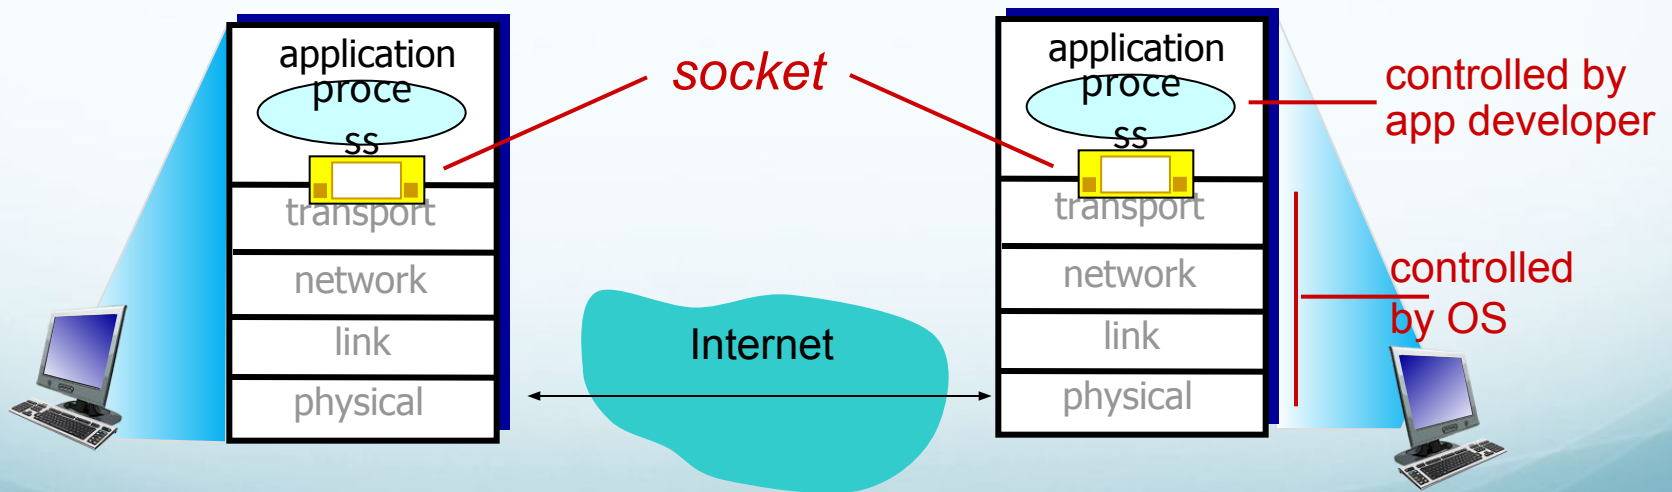 application
proce
ss
transport
network
link
physical
socket
Internet
application
proce
ss
transport
network
link
physical
controlled by
app developer
controlled
by OS